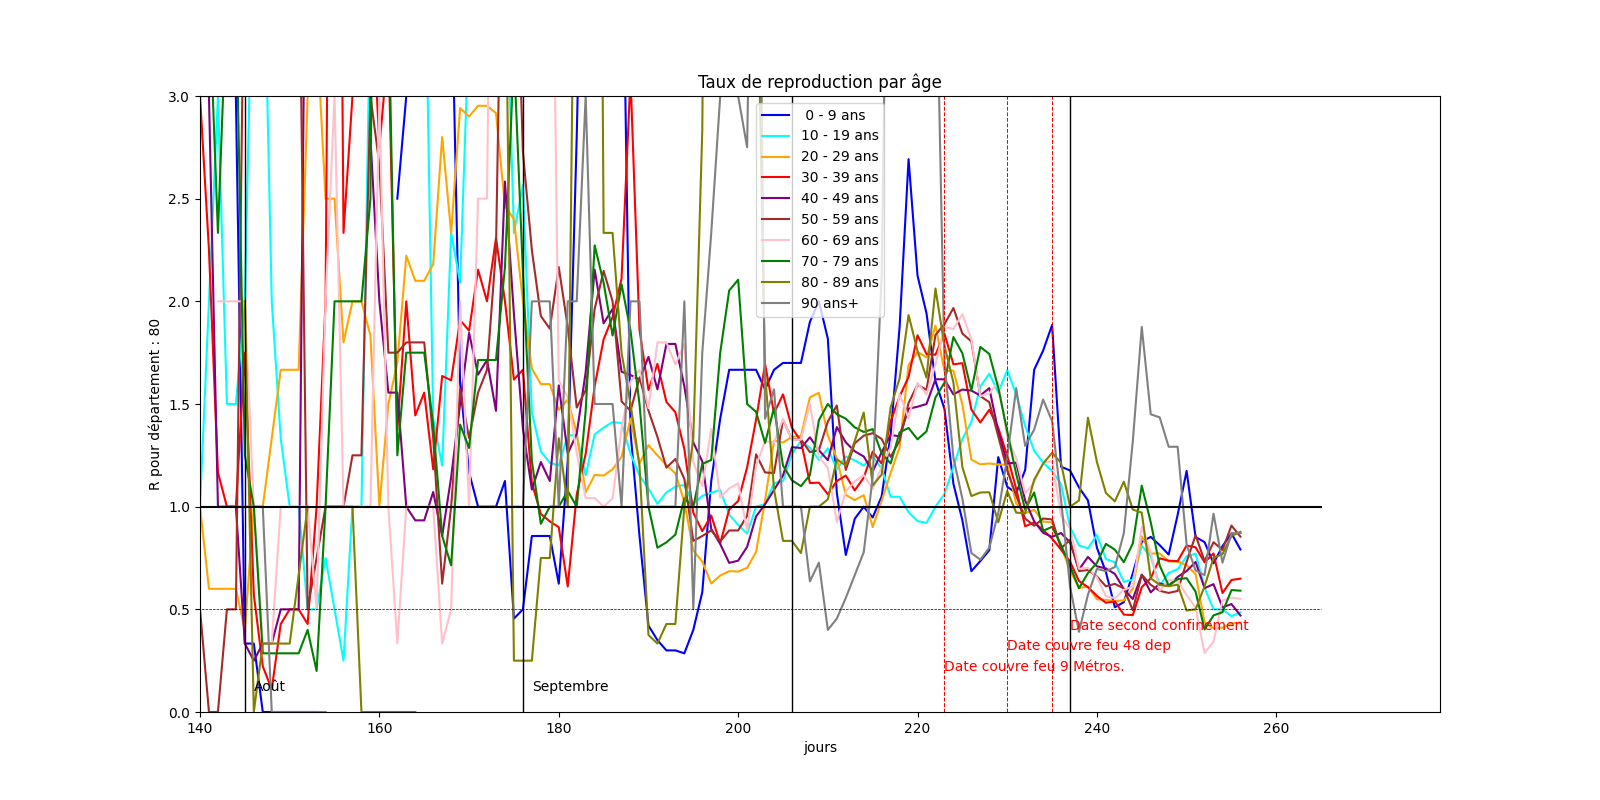 Taux de reproduction par âge
R pour département : 80
3.0
2.5
2.0
1.5
1.0
0.5
0.0
0 - 9 ans
10 - 19 ans
20 - 29 ans
30 - 39 ans
40 - 49 ans
50 - 59 ans
60 - 69 ans
70 - 79 ans
80 - 89 ans
90 ans+
Date second confinement
Date couvre feu 48 dep
Date couvre feu 9 Métros.
Août
Septembre
140
160
180
200
220
240
260
jours